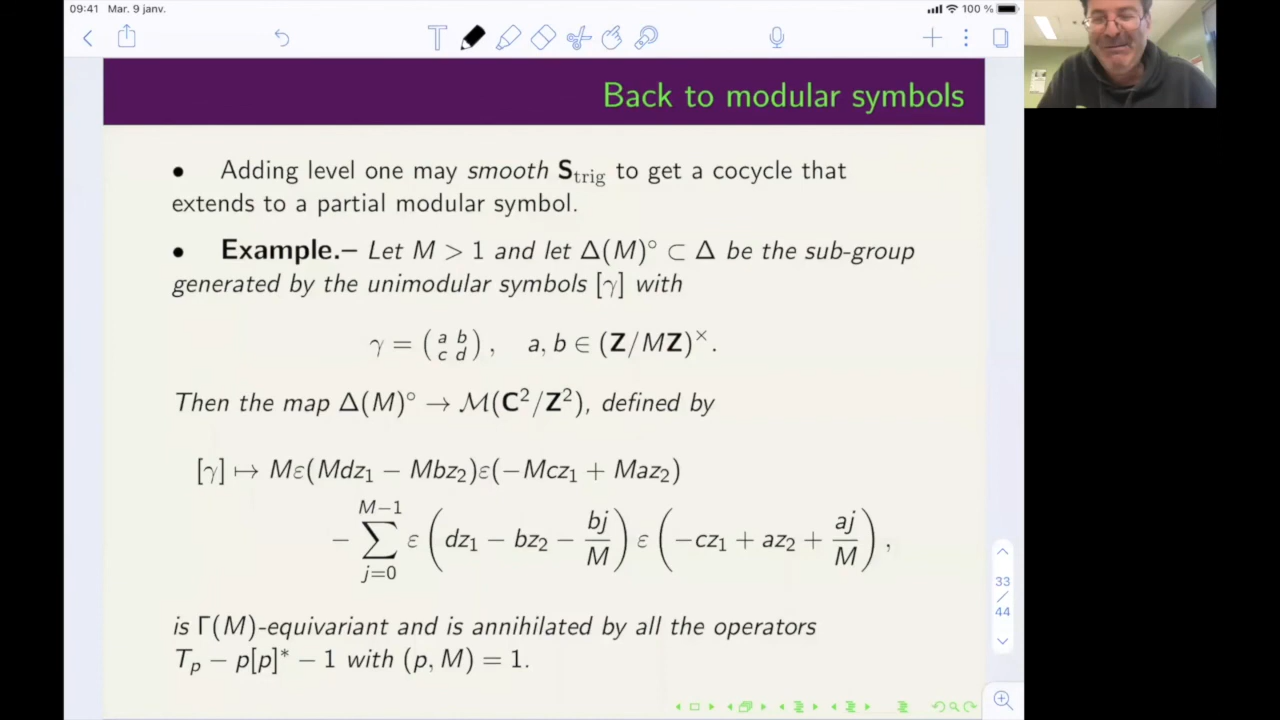 09:41 Mar. 9 janv.
100 %
Back to modular symbols
• Adding level one may smooth S_trig to get a cocycle that
extends to a partial modular symbol.
• Example.– Let M > 1 and let Δ(M)° ⊂ Δ be the sub-group
generated by the unimodular symbols [γ] with
γ = ( a b c d ) , a, b ∈ (Z/MZ)^×.
Then the map Δ(M)° → ℳ(C²/Z²), defined by
[γ] ↦ Mε(Mdz₁ − Mbz₂)ε(−Mcz₁ + Maz₂)
− ∑_{j=0}^{M−1} ε ( dz₁ − bz₂ − bj/M ) ε ( −cz₁ + az₂ + aj/M ) ,
is Γ(M)-equivariant and is annihilated by all the operators
T_p − p[p]* − 1 with (p, M) = 1.
33
/
44